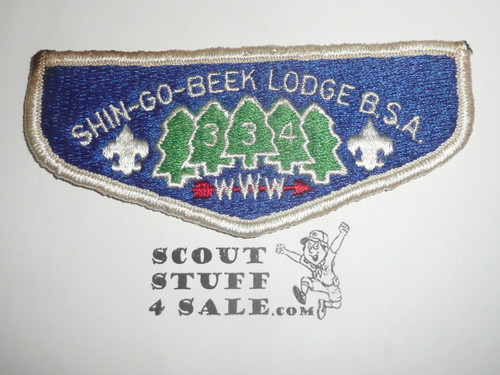 SHIN-GO-BEEK LODGE B.S.A.
334
WWW
SCOUT
STUFF
4 SALE.com